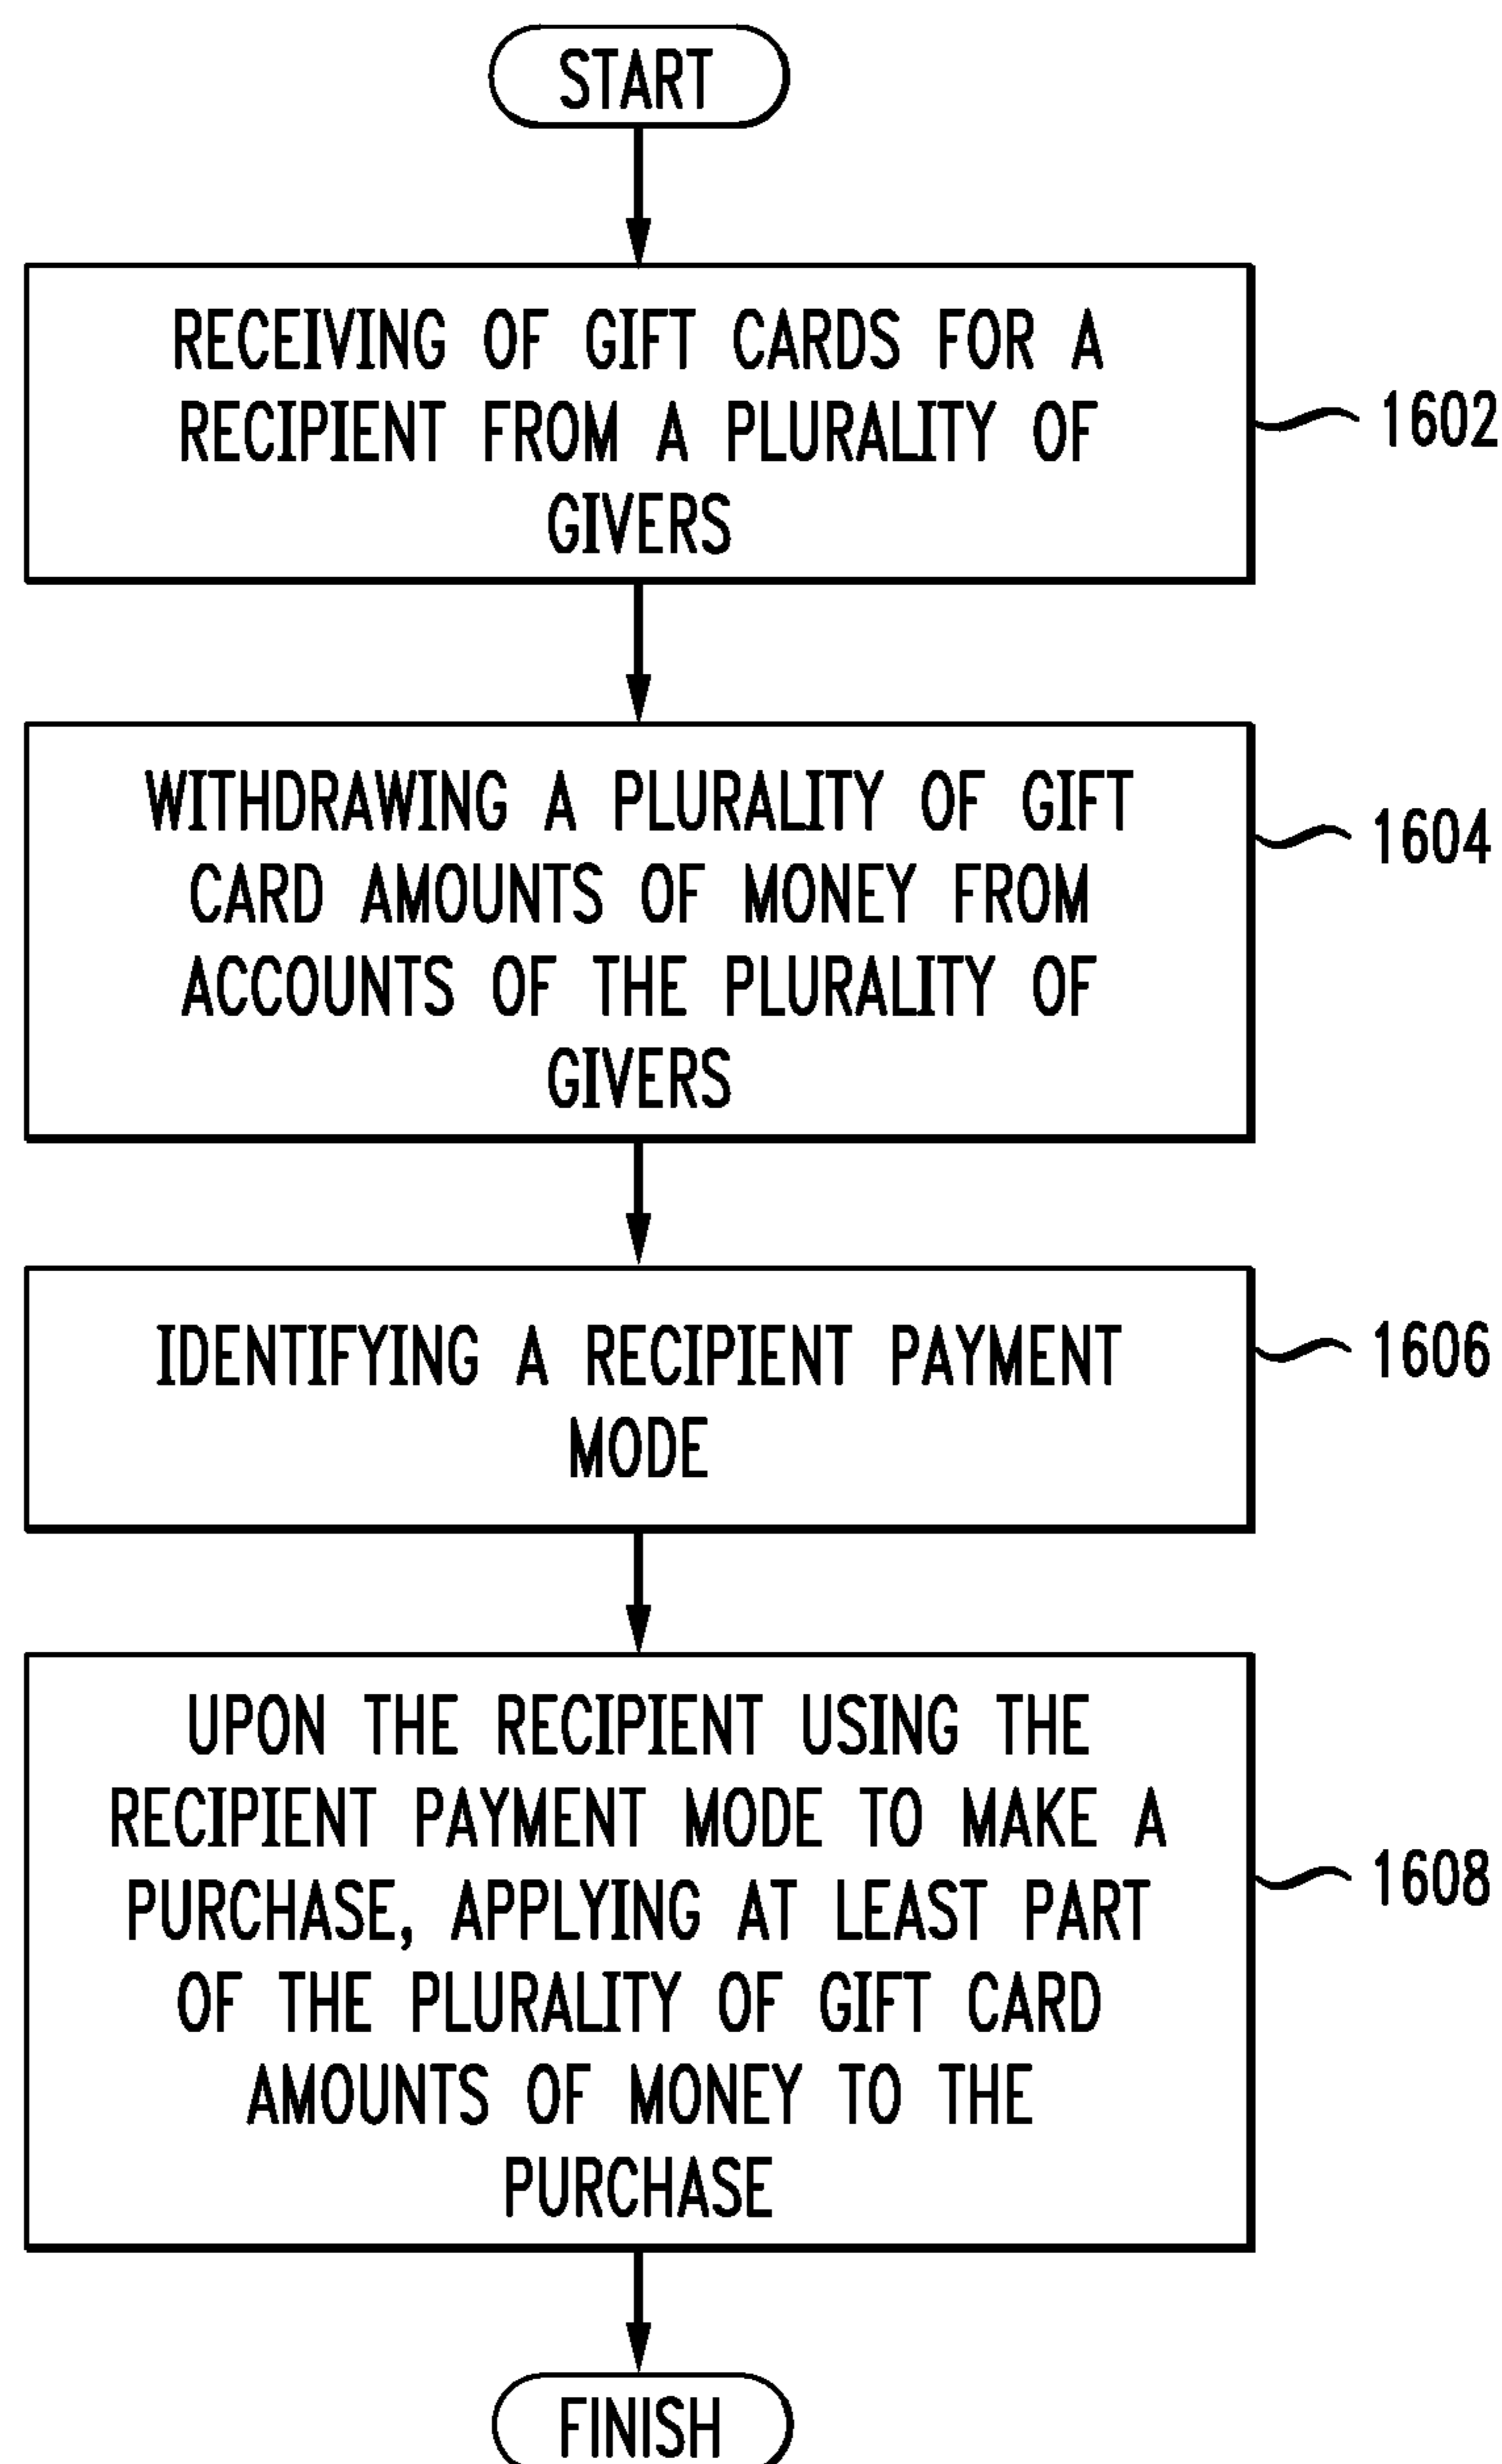 START
RECEIVING OF GIFT CARDS FOR A
RECIPIENT FROM A PLURALITY OF
GIVERS
1602
WITHDRAWING A PLURALITY OF GIFT
CARD AMOUNTS OF MONEY FROM
ACCOUNTS OF THE PLURALITY OF
GIVERS
1604
IDENTIFYING A RECIPIENT PAYMENT
MODE
1606
UPON THE RECIPIENT USING THE
RECIPIENT PAYMENT MODE TO MAKE A
PURCHASE, APPLYING AT LEAST PART
OF THE PLURALITY OF GIFT CARD
AMOUNTS OF MONEY TO THE
PURCHASE
1608
FINISH